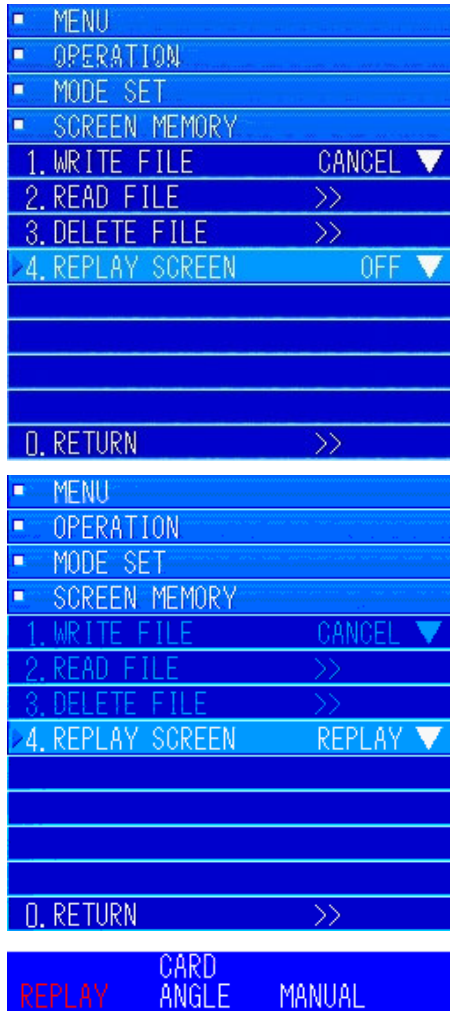 MENU
OPERATION
MODE SET
SCREEN MEMORY
1. WRITE FILE CANCEL ▼
2. READ FILE >>
3. DELETE FILE >>
4. REPLAY SCREEN OFF ▼
0. RETURN >>
MENU
OPERATION
MODE SET
SCREEN MEMORY
1. WRITE FILE CANCEL ▼
2. READ FILE >>
3. DELETE FILE >>
4. REPLAY SCREEN REPLAY ▼
0. RETURN >>
CARD
REPLAY ANGLE MANUAL